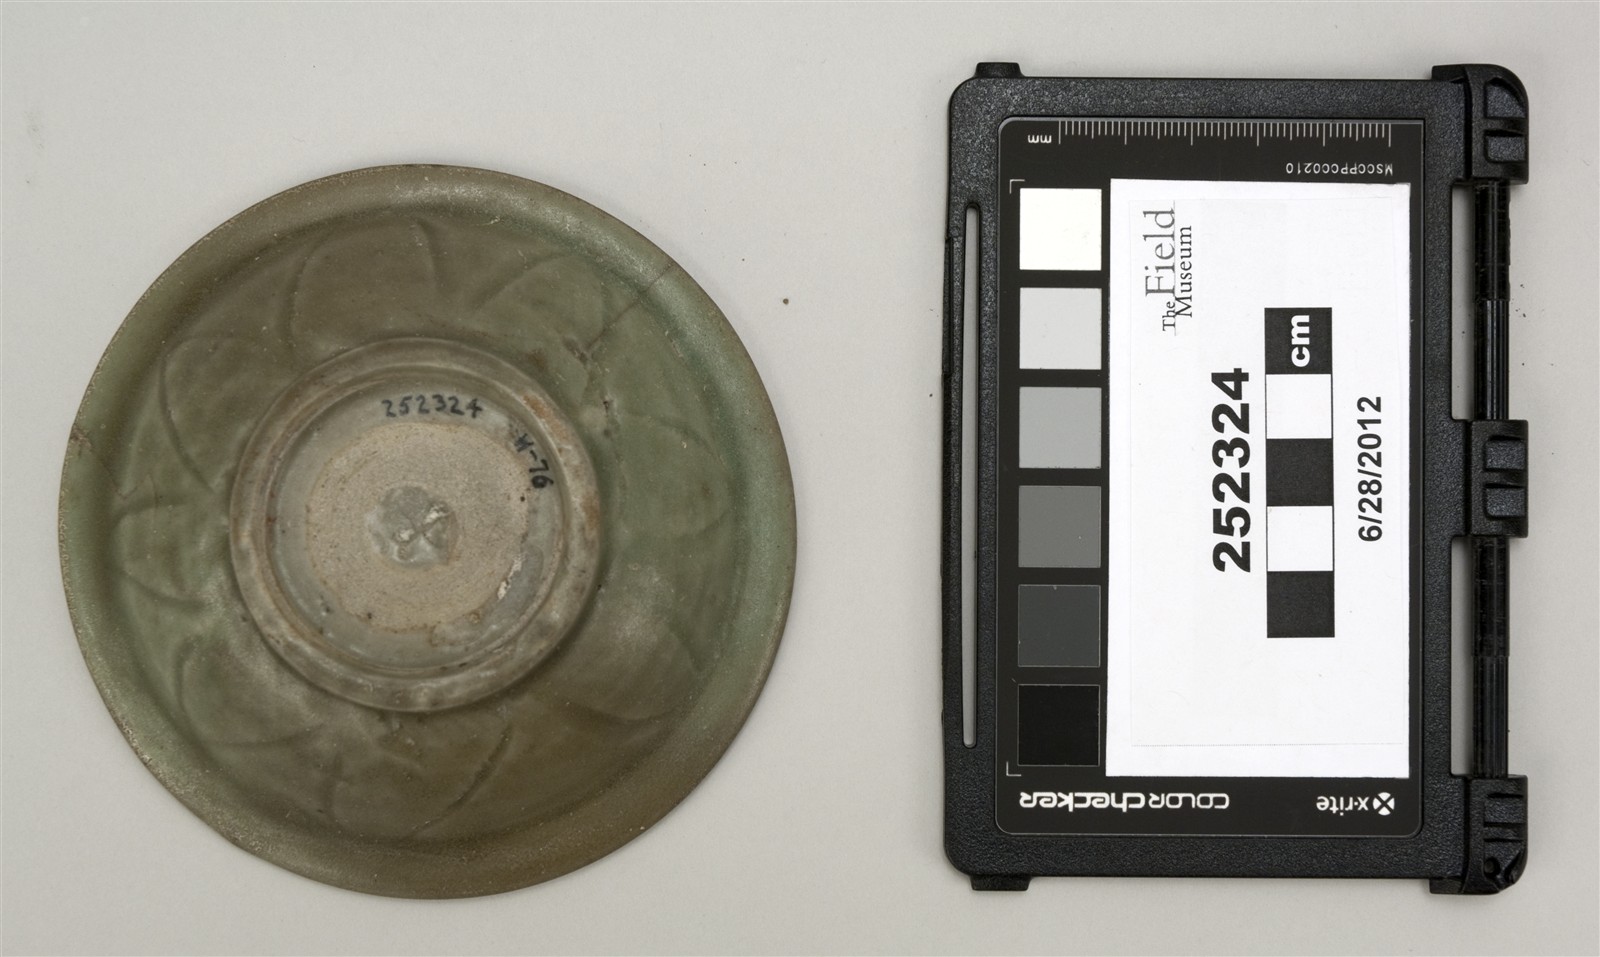 252324
K-76
mm
MSCCPPCC0210
The Field
Museum
252324
cm
6/28/2012
COLORchecker
x-rite